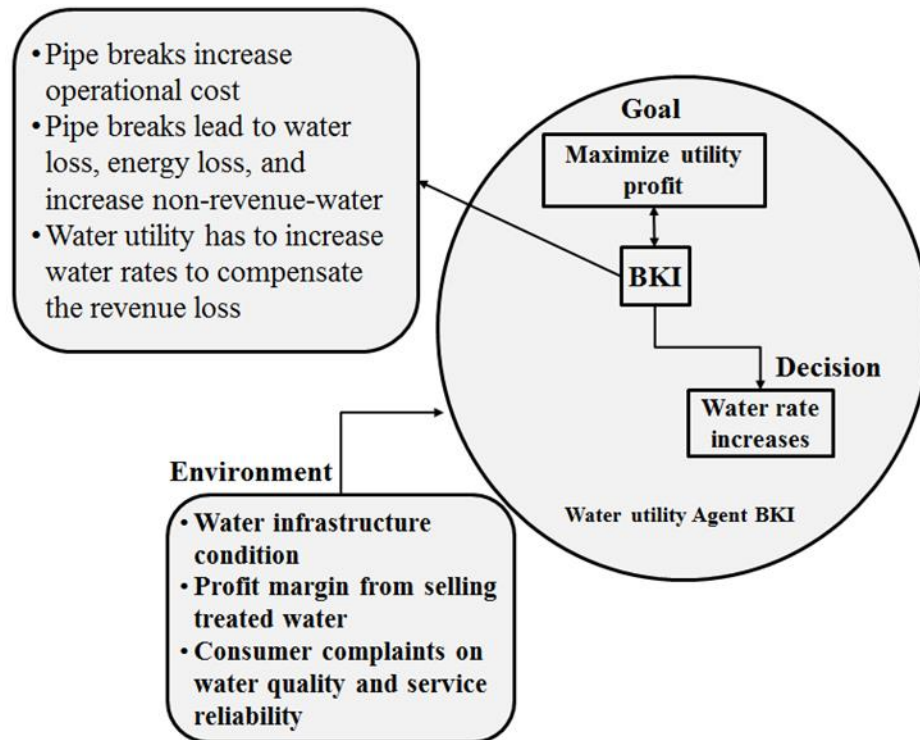 • Pipe breaks increase
operational cost
• Pipe breaks lead to water
loss, energy loss, and
increase non-revenue-water
• Water utility has to increase
water rates to compensate
the revenue loss
Goal
Maximize utility
profit
BKI
Decision
Water rate
increases
Water utility Agent BKI
Environment
• Water infrastructure
condition
• Profit margin from selling
treated water
• Consumer complaints on
water quality and service
reliability